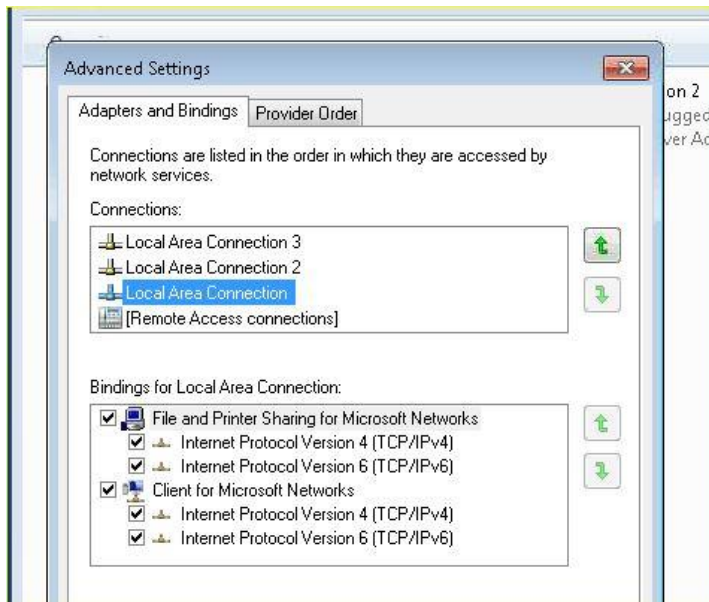 Advanced Settings
on 2
ugged
ver Ad
Adapters and Bindings
Provider Order
Connections are listed in the order in which they are accessed by
network services.
Connections:
Local Area Connection 3
Local Area Connection 2
Local Area Connection
[Remote Access connections]
Bindings for Local Area Connection:
File and Printer Sharing for Microsoft Networks
Internet Protocol Version 4 (TCP/IPv4)
Internet Protocol Version 6 (TCP/IPv6)
Client for Microsoft Networks
Internet Protocol Version 4 (TCP/IPv4)
Internet Protocol Version 6 (TCP/IPv6)